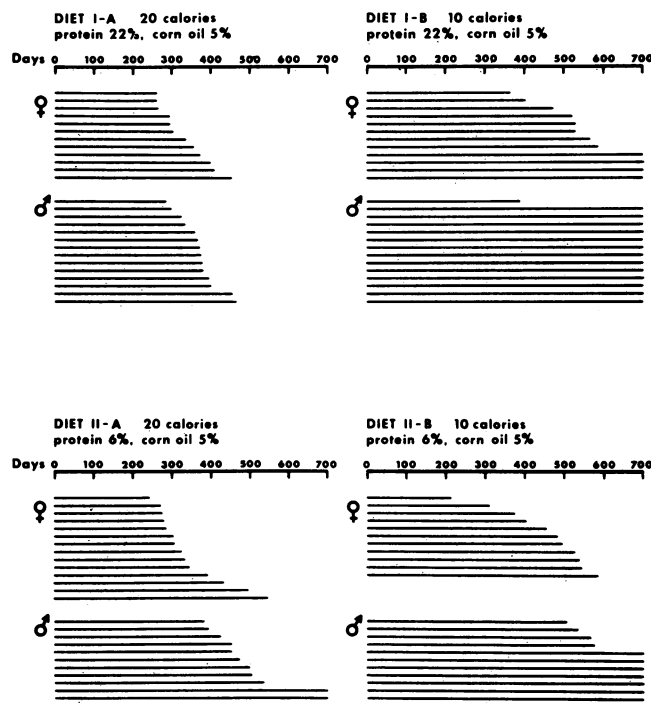 DIET I-A 20 calories
protein 22%, corn oil 5%
Days 0 100 200 300 400 500 600 700
♀
♂
DIET I-B 10 calories
protein 22%, corn oil 5%
0 100 200 300 400 500 600 700
♀
♂
DIET II-A 20 calories
protein 6%, corn oil 5%
Days 0 100 200 300 400 500 600 700
♀
♂
DIET II-B 10 calories
protein 6%, corn oil 5%
0 100 200 300 400 500 600 700
♀
♂